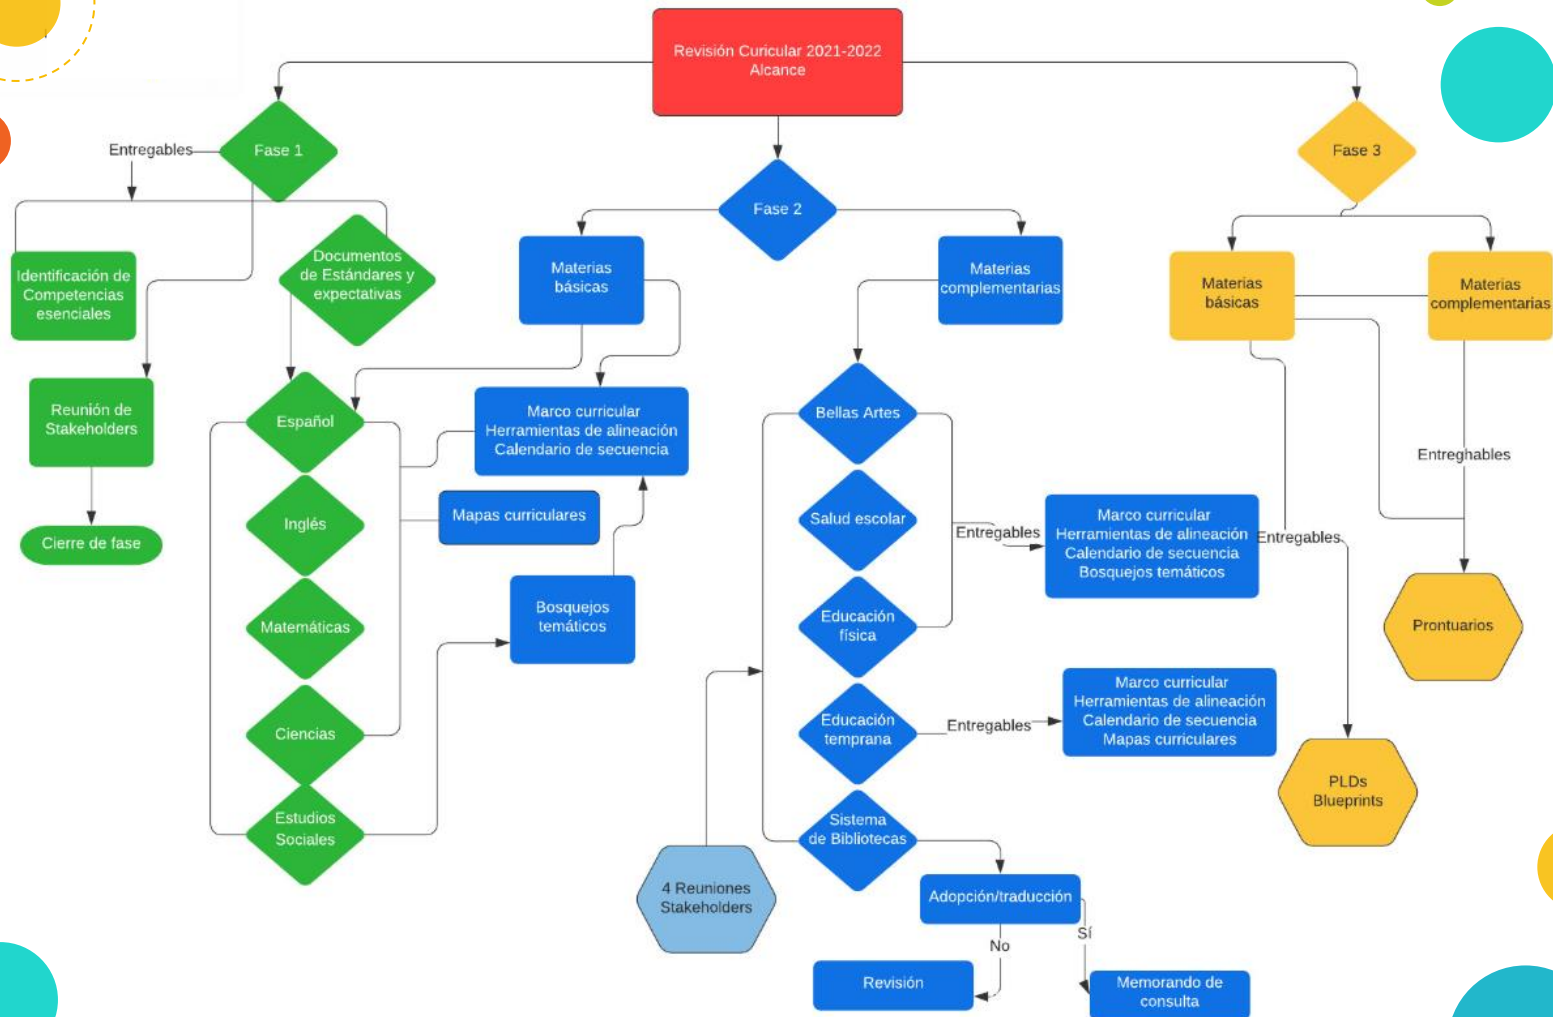 Revisión Curicular 2021-2022
Alcance
Fase 1
Entregables
Identificación de
Competencias
esenciales
Documentos
de Estándares y
expectativas
Reunión de
Stakeholders
Cierre de fase
Español
Inglés
Matemáticas
Ciencias
Estudios
Sociales
Fase 2
Materias
básicas
Marco curricular
Herramientas de alineación
Calendario de secuencia
Mapas curriculares
Bosquejos
temáticos
Materias
complementarias
Bellas Artes
Salud escolar
Educación
física
Entregables
Marco curricular
Herramientas de alineación
Calendario de secuencia
Bosquejos temáticos
Educación
temprana
Entregables
Marco curricular
Herramientas de alineación
Calendario de secuencia
Mapas curriculares
Sistema
de Bibliotecas
4 Reuniones
Stakeholders
Adopción/traducción
No
Sí
Revisión
Memorando de
consulta
Fase 3
Materias
básicas
Materias
complementarias
Entreghables
Entregables
Prontuarios
PLDs
Blueprints